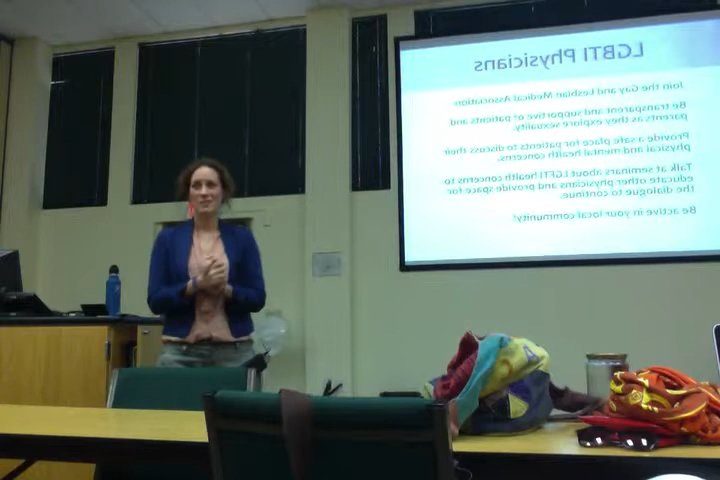 LGBTI Physicians
Join the Gay and Lesbian Medical Association
Be transparent and supportive of patients and
parents as they explore sexuality.
Provide a safe place for patients to discuss their
physical and mental health concerns.
Talk at seminars about LGBTI health concerns to
educate other physicians and provide space for
the dialogue to continue.
Be active in your local community!